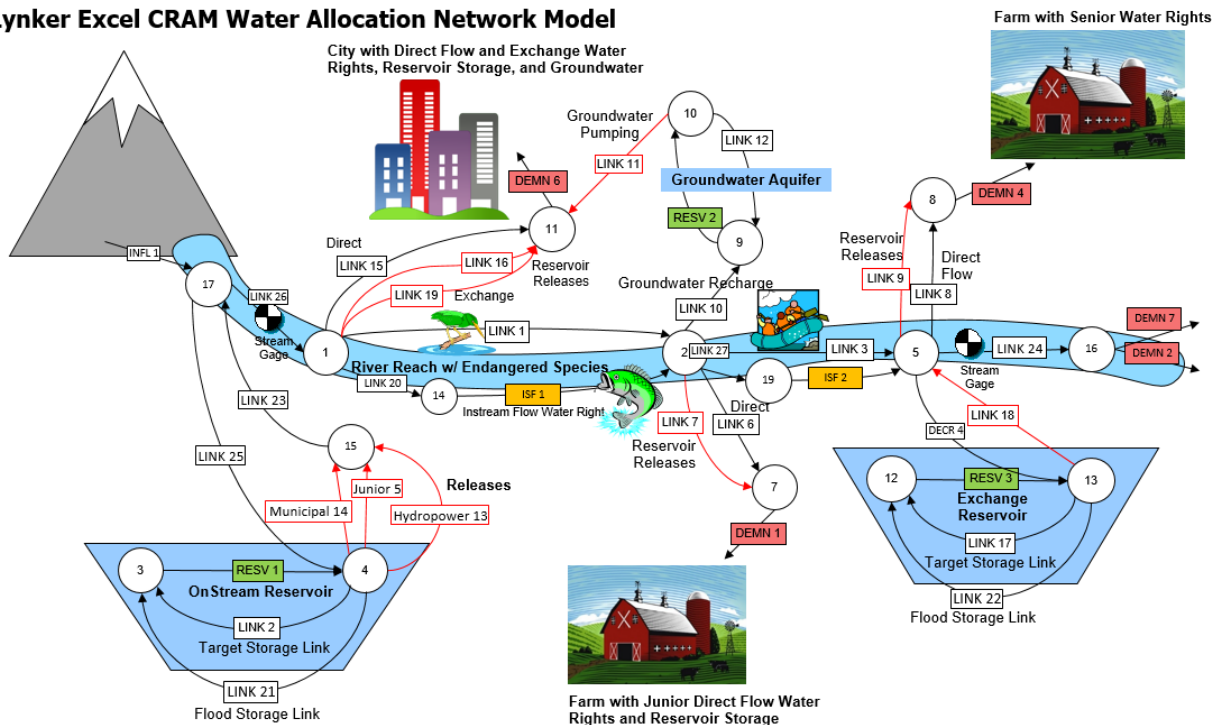 Lynker Excel CRAM Water Allocation Network Model
Farm with Senior Water Rights
City with Direct Flow and Exchange Water
Rights, Reservoir Storage, and Groundwater
Groundwater
Pumping
10
LINK 12
LINK 11
DEMN 6
Groundwater Aquifer
8
DEMN 4
RESV 2
11
9
Direct
LINK 15
INFL 1
LINK 16
Reservoir
Releases
Reservoir
Releases
LINK 9
Direct
Flow
LINK 8
17
LINK 26
LINK 19
Exchange
Groundwater Recharge
LINK 10
Stream
Gage
1
LINK 1
2
LINK 27
LINK 3
5
Stream
Gage
LINK 24
16
DEMN 7
DEMN 2
River Reach w/ Endangered Species
LINK 20
14
ISF 1
Instream Flow Water Right
19
ISF 2
Direct
LINK 6
LINK 7
Reservoir
Releases
LINK 23
LINK 18
DECR 4
15
LINK 25
Releases
Junior 5
Municipal 14
Hydropower 13
7
DEMN 1
12
RESV 3
13
Exchange
Reservoir
LINK 17
Target Storage Link
LINK 22
Flood Storage Link
3
RESV 1
4
OnStream Reservoir
LINK 2
Target Storage Link
LINK 21
Flood Storage Link
Farm with Junior Direct Flow Water
Rights and Reservoir Storage